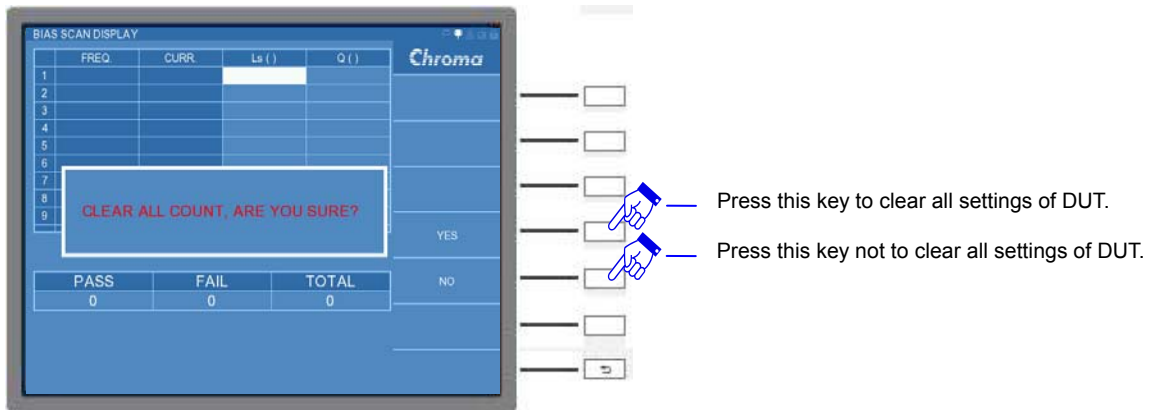 BIAS SCAN DISPLAY
FREQ. CURR. Ls ( ) Q ( )
Chroma
1
2
3
4
5
6
7
8
9
CLEAR ALL COUNT, ARE YOU SURE?
YES
NO
PASS FAIL TOTAL
0 0 0
Press this key to clear all settings of DUT.
Press this key not to clear all settings of DUT.